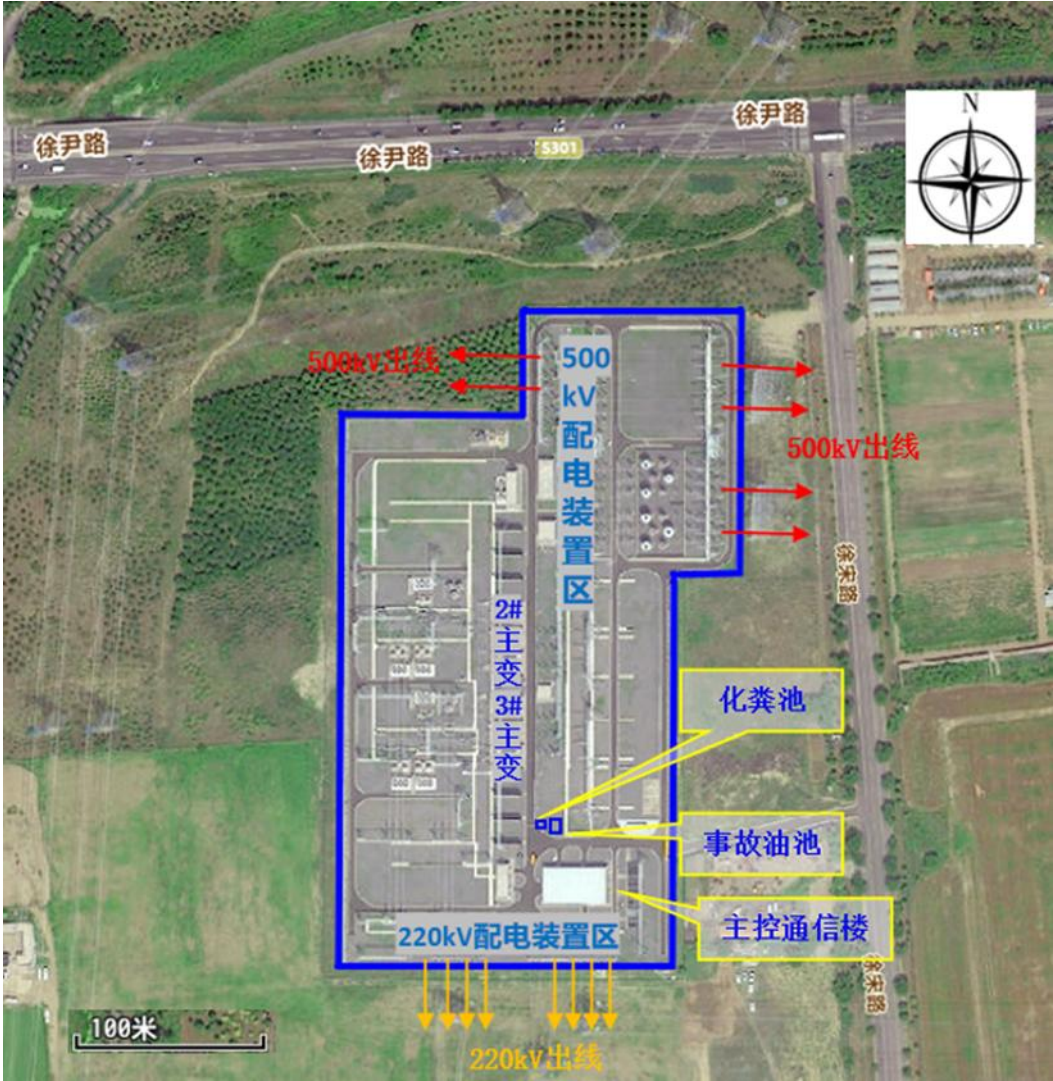 徐尹路
徐尹路
S301
徐尹路
N
500kV出线
500
kV
配
电
装
置
区
500kV出线
徐宋路
2#
主
变
3#
主
变
化粪池
事故油池
主控通信楼
220kV配电装置区
徐宋路
100米
220kV出线